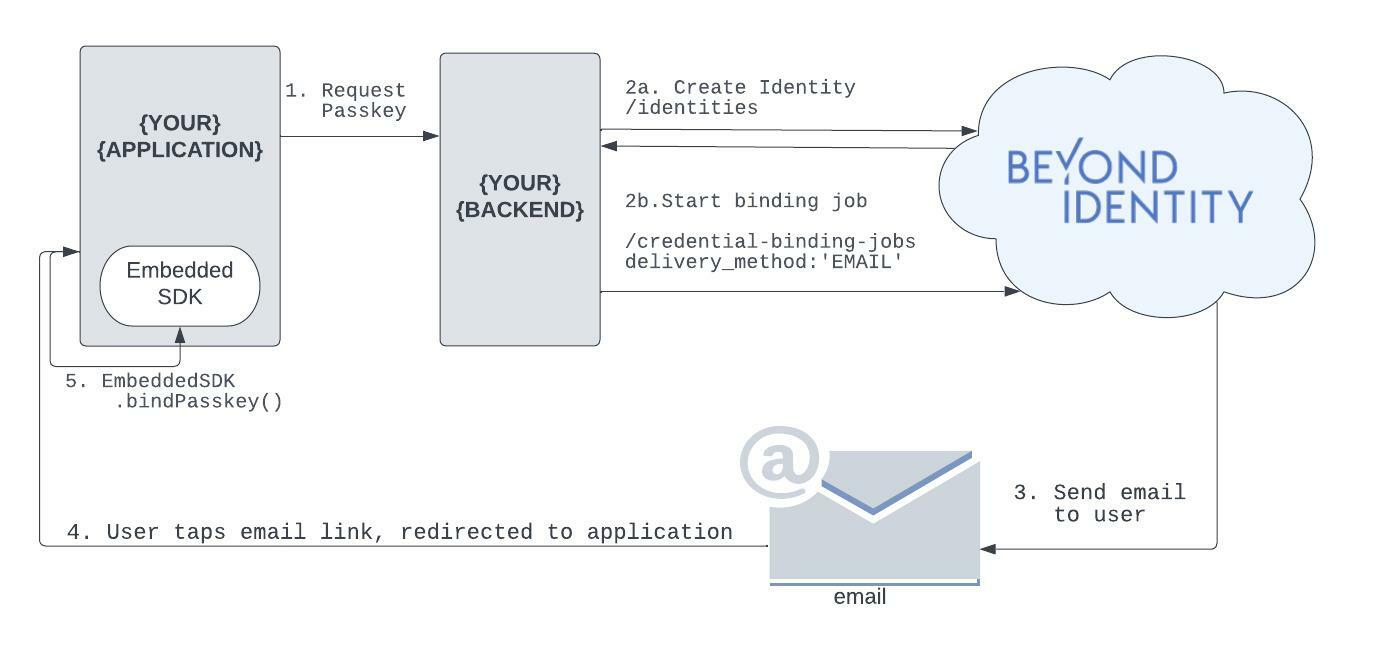 {YOUR}
{APPLICATION}
Embedded
SDK
1. Request
Passkey
{YOUR}
{BACKEND}
2a. Create Identity
/identities
2b.Start binding job
/credential-binding-jobs
delivery_method:'EMAIL'
BEYOND
IDENTITY
3. Send email
to user
@
email
4. User taps email link, redirected to application
5. EmbeddedSDK
.bindPasskey()